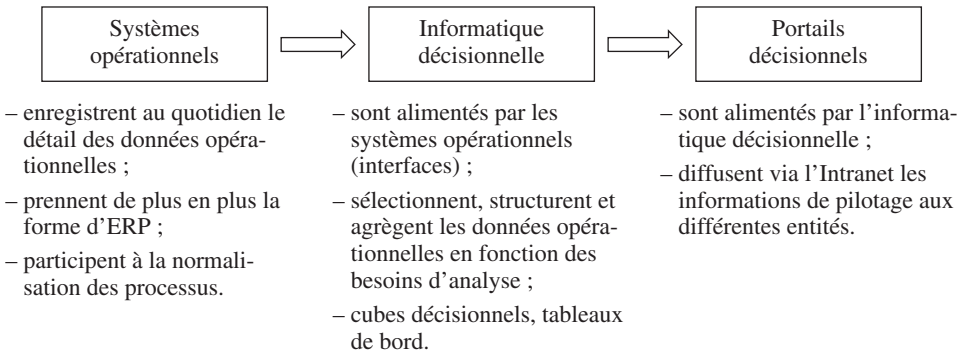 Systèmes
opérationnels
Informatique
décisionnelle
Portails
décisionnels
– enregistrent au quotidien le
détail des données opéra-
tionnelles ;
– prennent de plus en plus la
forme d'ERP ;
– participent à la normali-
sation des processus.
– sont alimentés par les
systèmes opérationnels
(interfaces) ;
– sélectionnent, structurent et
agrègent les données opéra-
tionnelles en fonction des
besoins d'analyse ;
– cubes décisionnels, tableaux
de bord.
– sont alimentés par l'informa-
tique décisionnelle ;
– diffusent via l'Intranet les
informations de pilotage aux
différentes entités.